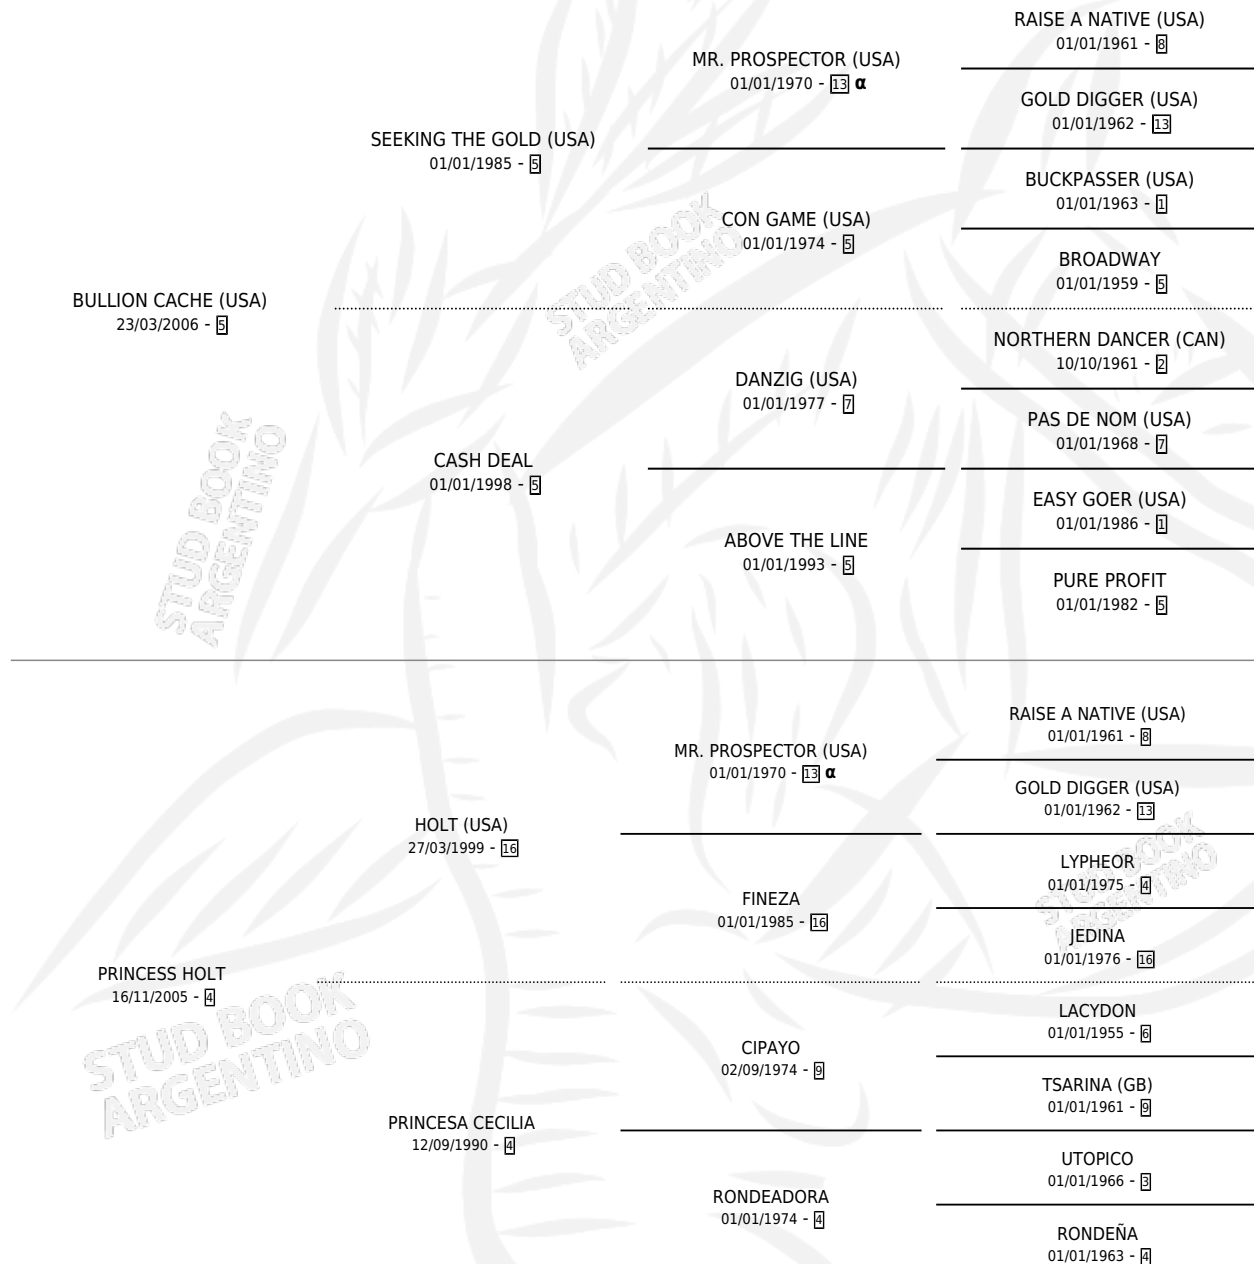 RAISE A NATIVE (USA)
01/01/1961 - 8
MR. PROSPECTOR (USA)
01/01/1970 - 13 α
GOLD DIGGER (USA)
01/01/1962 - 13
SEEKING THE GOLD (USA)
01/01/1985 - 5
BUCKPASSER (USA)
01/01/1963 - 1
CON GAME (USA)
01/01/1974 - 5
BROADWAY
01/01/1959 - 5
BULLION CACHE (USA)
23/03/2006 - 5
NORTHERN DANCER (CAN)
10/10/1961 - 2
DANZIG (USA)
01/01/1977 - 7
PAS DE NOM (USA)
01/01/1968 - 7
CASH DEAL
01/01/1998 - 5
EASY GOER (USA)
01/01/1986 - 1
ABOVE THE LINE
01/01/1993 - 5
PURE PROFIT
01/01/1982 - 5
STUD BOOK
ARGENTINO
STUD BOOK
ARGENTINO
RAISE A NATIVE (USA)
01/01/1961 - 8
MR. PROSPECTOR (USA)
01/01/1970 - 13 α
GOLD DIGGER (USA)
01/01/1962 - 13
HOLT (USA)
27/03/1999 - 16
LYPHEOR
01/01/1975 - 4
FINEZA
01/01/1985 - 16
JEDINA
01/01/1976 - 16
PRINCESS HOLT
16/11/2005 - 4
LACYDON
01/01/1955 - 6
CIPAYO
02/09/1974 - 9
TSARINA (GB)
01/01/1961 - 9
PRINCESA CECILIA
12/09/1990 - 4
UTOPICO
01/01/1966 - 3
RONDEADORA
01/01/1974 - 4
RONDEÑA
01/01/1963 - 4
STUD BOOK
ARGENTINO
STUD BOOK
ARGENTINO